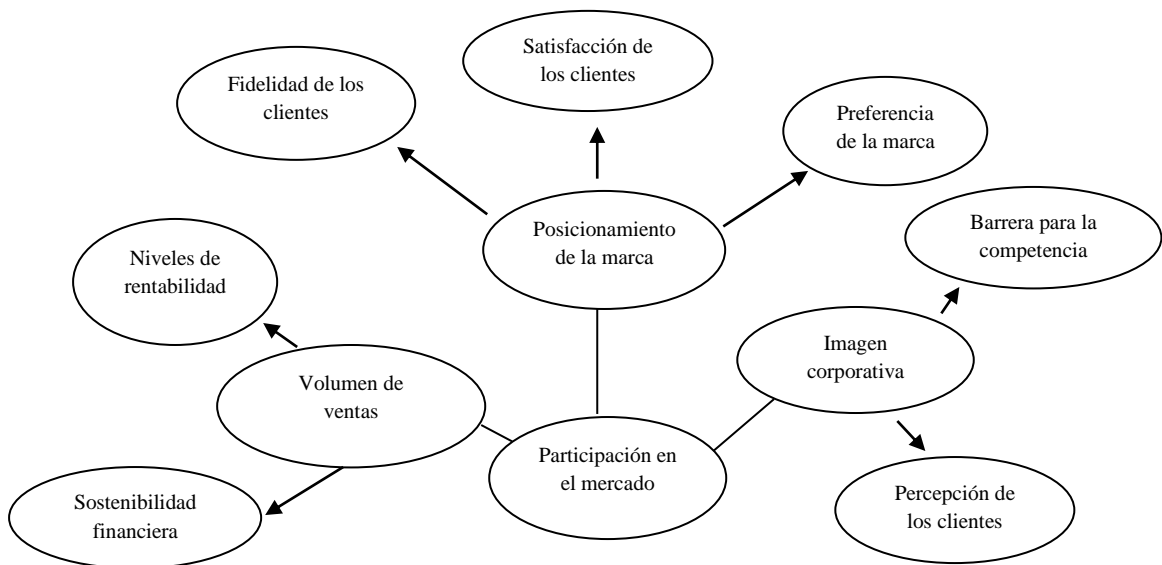 Satisfacción de
los clientes
Fidelidad de los
clientes
Preferencia
de la marca
Posicionamiento
de la marca
Barrera para la
competencia
Niveles de
rentabilidad
Imagen
corporativa
Volumen de
ventas
Participación en
el mercado
Sostenibilidad
financiera
Percepción de
los clientes